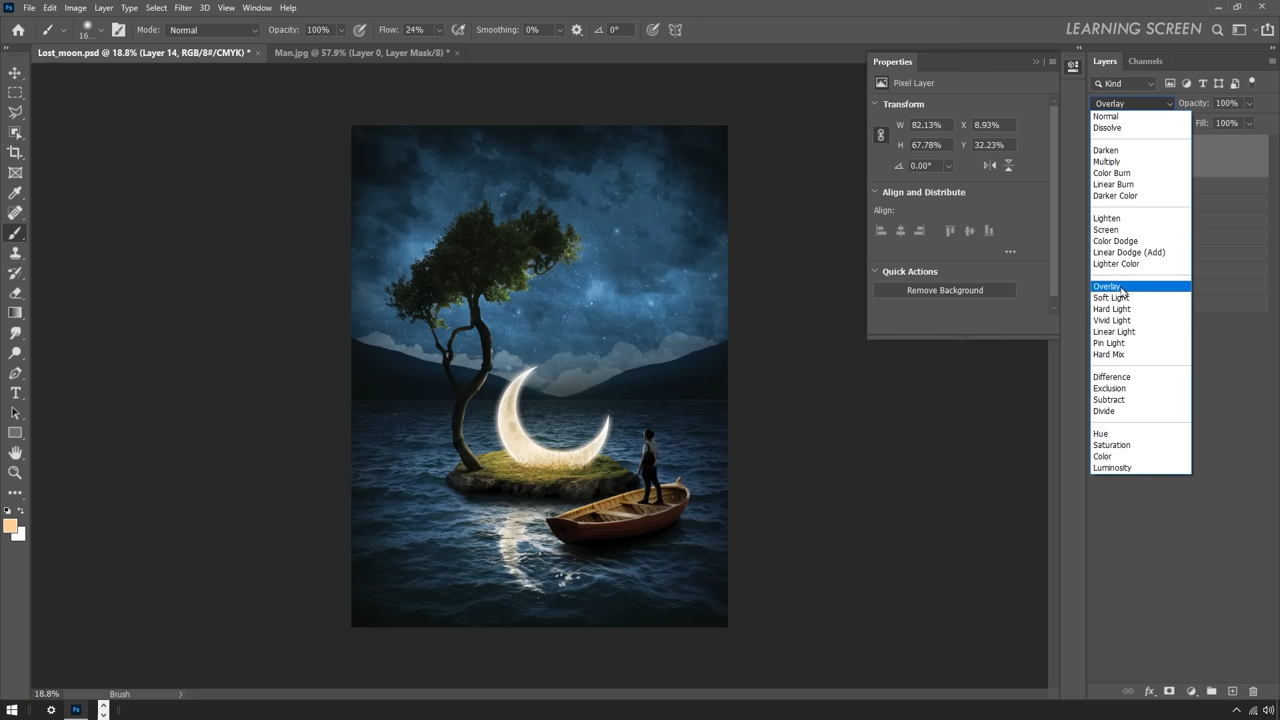 File Edit Image Layer Type Select Filter 3D View Window Help
16... Mode: Normal Opacity: 100% Flow: 24% Smoothing: 0% 0° LEARNING SCREEN
Lost_moon.psd @ 18.8% (Layer 14, RGB/8#/CMYK) * × Man.jpg @ 57.9% (Layer 0, Layer Mask/8) * ×
Properties
Pixel Layer
Transform
W 82.13% X 8.93%
H 67.78% Y 32.23%
0.00°
Align and Distribute
Align:
Quick Actions
Remove Background
Layers Channels
Kind
Overlay Opacity: 100%
Fill: 100%
Normal
Dissolve
Darken
Multiply
Color Burn
Linear Burn
Darker Color
Lighten
Screen
Color Dodge
Linear Dodge (Add)
Lighter Color
Overlay
Soft Light
Hard Light
Vivid Light
Linear Light
Pin Light
Hard Mix
Difference
Exclusion
Subtract
Divide
Hue
Saturation
Color
Luminosity
18.8% Brush
Ps